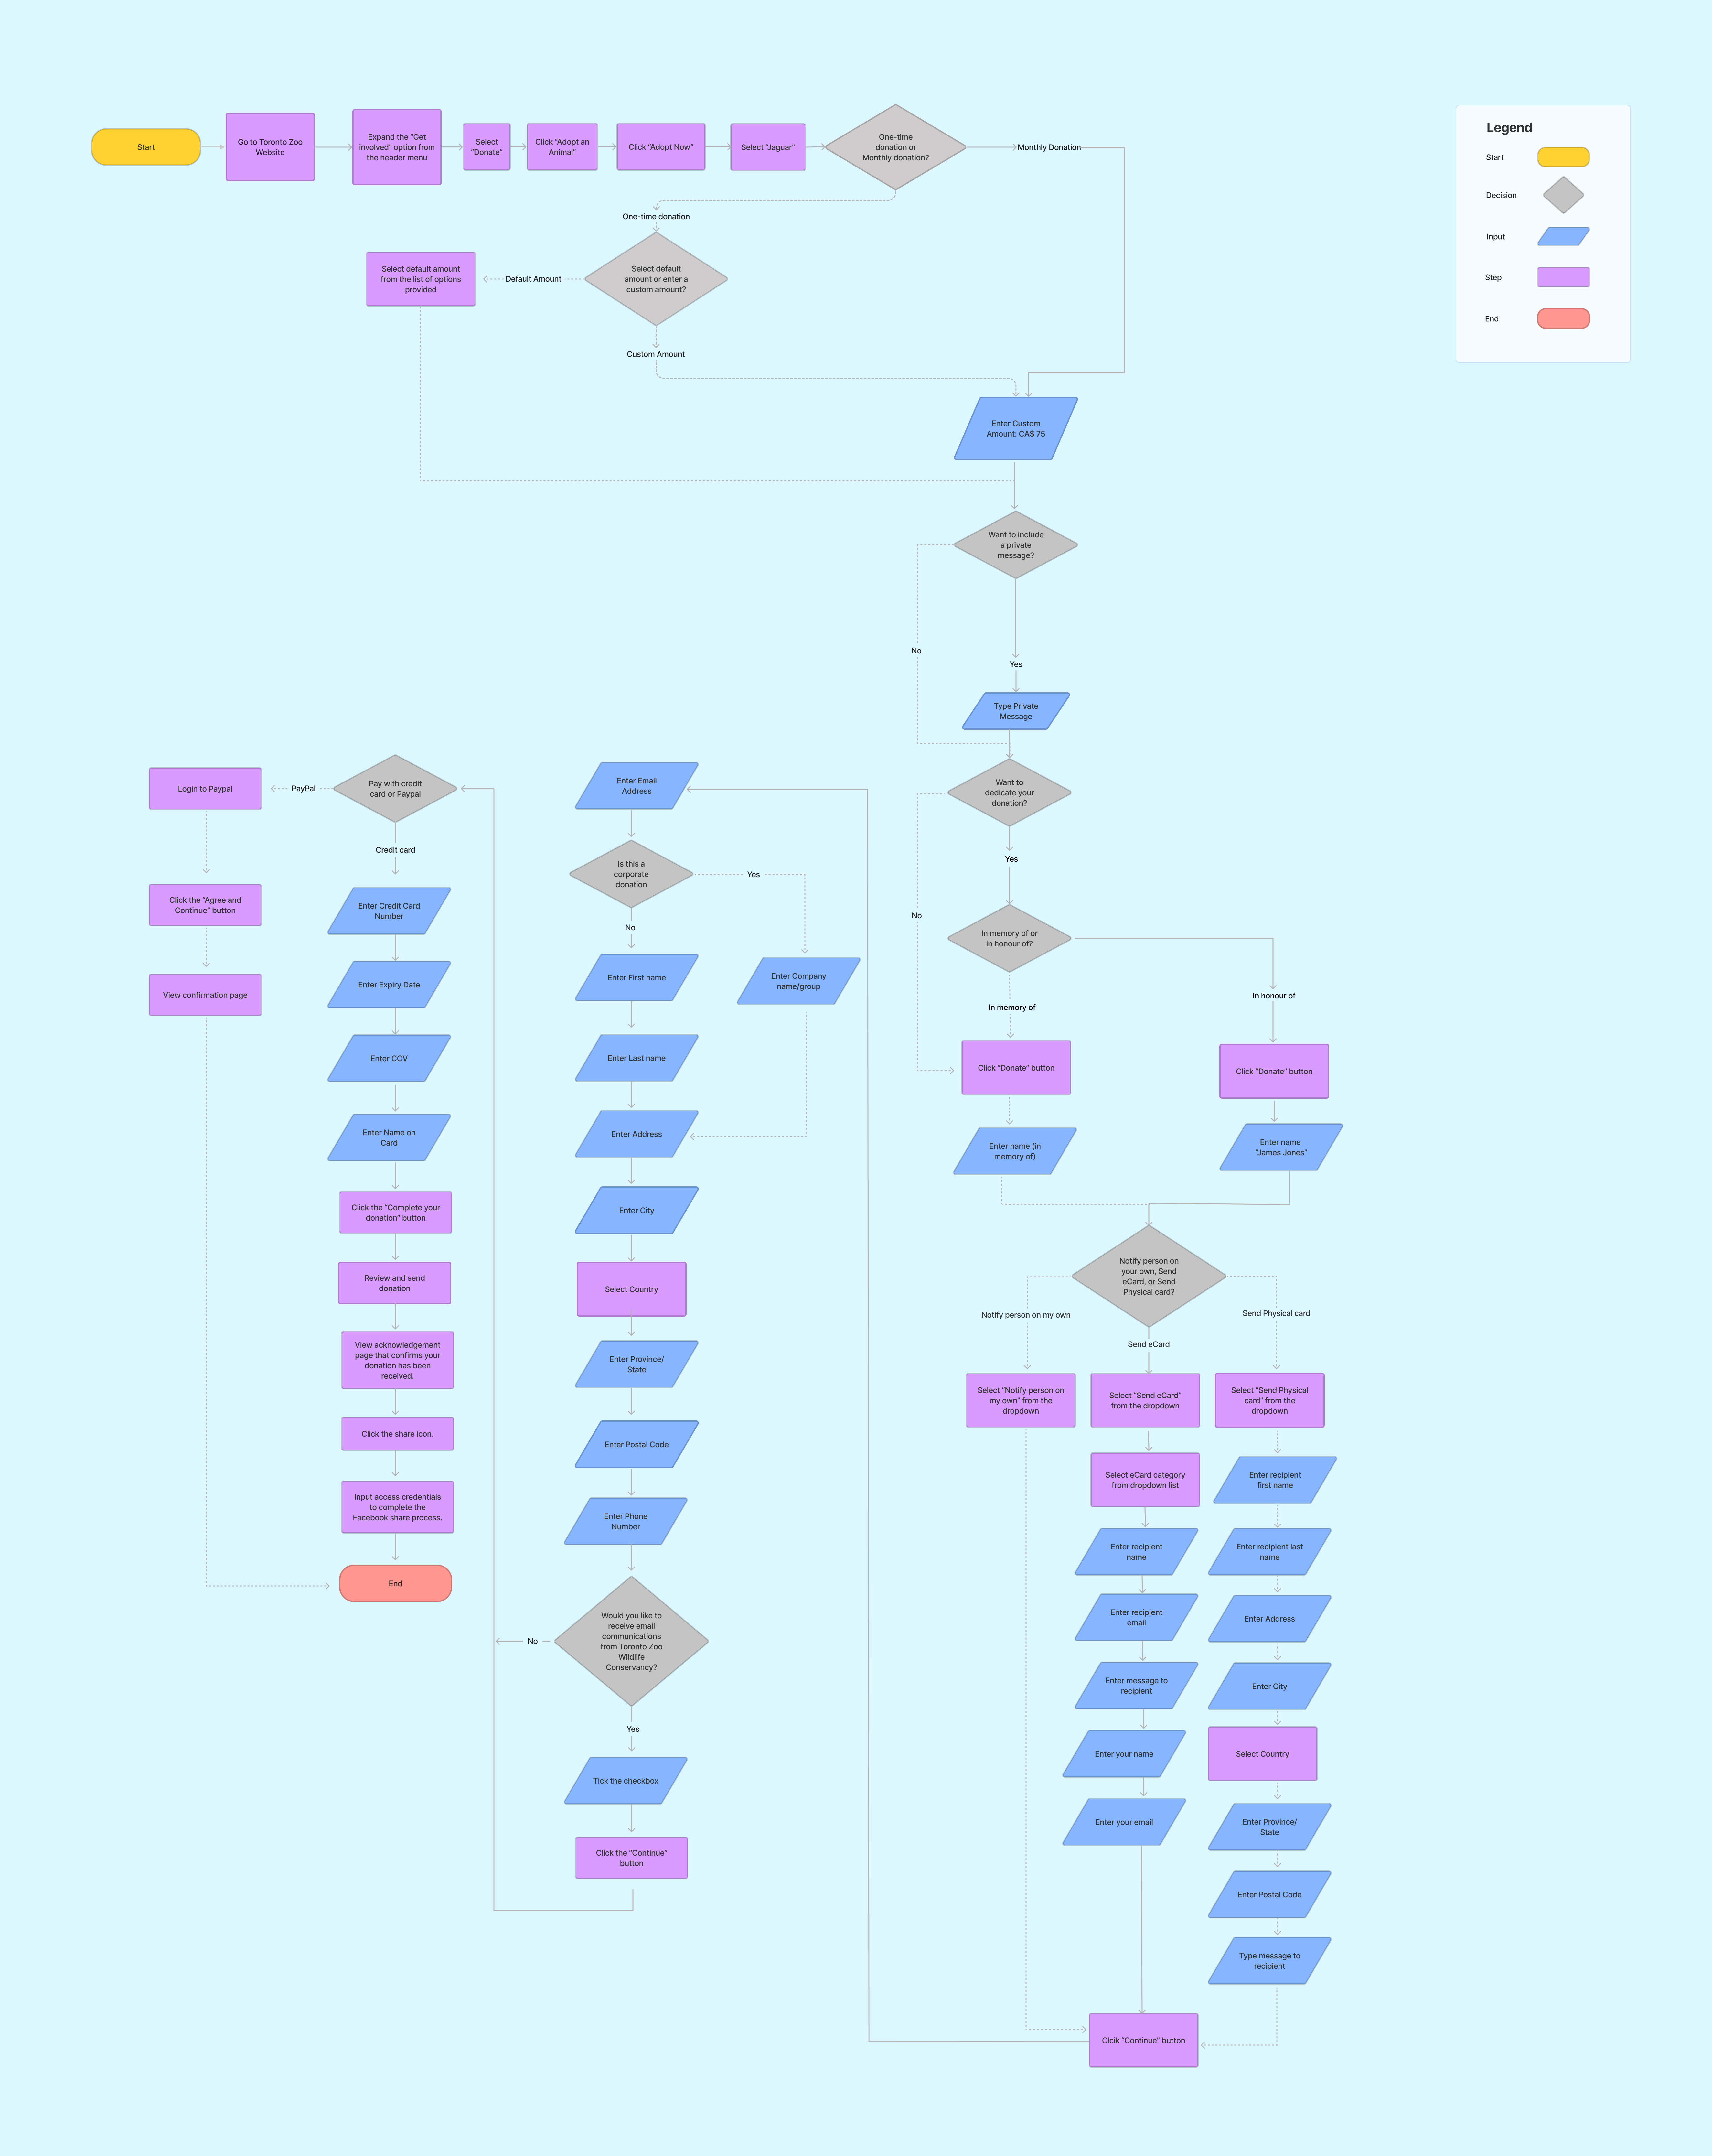 Legend
Start
Decision
Input
Step
End
Start
Go to Toronto Zoo
Website
Expand the "Get
involved" option from
the header menu
Select
"Donate"
Click "Adopt an
Animal"
Click "Adopt Now"
Select "Jaguar"
One-time
donation or
Monthly donation?
Monthly Donation
One-time donation
Select default
amount or enter a
custom amount?
Default Amount
Select default amount
from the list of options
provided
Custom Amount
Enter Custom
Amount: CA$ 75
Want to include
a private
message?
No
Yes
Type Private
Message
Want to
dedicate your
donation?
Yes
No
In memory of or
in honour of?
In memory of
In honour of
Click "Donate" button
Click "Donate" button
Enter name (in
memory of)
Enter name
"James Jones"
Notify person on
your own, Send
eCard, or Send
Physical card?
Notify person on my own
Send eCard
Send Physical card
Select "Notify person on
my own" from the
dropdown
Select "Send eCard"
from the dropdown
Select "Send Physical
card" from the
dropdown
Select eCard category
from dropdown list
Enter recipient
name
Enter recipient
email
Enter message to
recipient
Enter your name
Enter your email
Enter recipient
first name
Enter recipient last
name
Enter Address
Enter City
Select Country
Enter Province/
State
Enter Postal Code
Type message to
recipient
Clcik "Continue" button
Enter Email
Address
Is this a
corporate
donation
Yes
No
Enter Company
name/group
Enter First name
Enter Last name
Enter Address
Enter City
Select Country
Enter Province/
State
Enter Postal Code
Enter Phone
Number
Would you like to
receive email
communications
from Toronto Zoo
Wildlife
Conservancy?
No
Yes
Tick the checkbox
Click the "Continue"
button
Pay with credit
card or Paypal
PayPal
Login to Paypal
Click the "Agree and
Continue" button
View confirmation page
Credit card
Enter Credit Card
Number
Enter Expiry Date
Enter CCV
Enter Name on
Card
Click the "Complete your
donation" button
Review and send
donation
View acknowledgement
page that confirms your
donation has been
received.
Click the share icon.
Input access credentials
to complete the
Facebook share process.
End